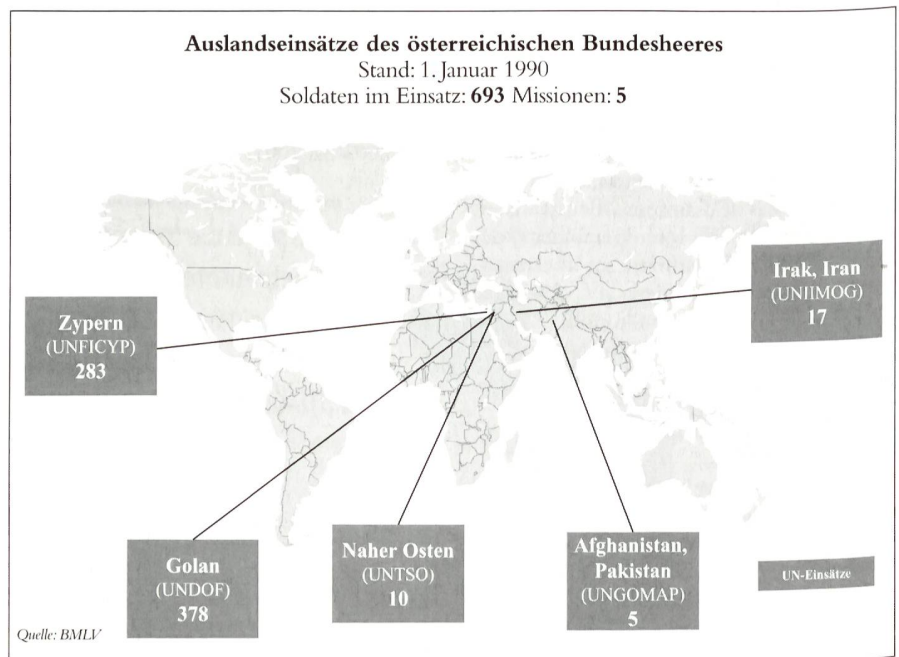 Auslandseinsätze des österreichischen Bundesheeres
Stand: 1. Januar 1990
Soldaten im Einsatz: 693 Missionen: 5
Irak, Iran
(UNIIMOG)
17
Zypern
(UNFICYP)
283
Golan
(UNDOF)
378
Naher Osten
(UNTSO)
10
Afghanistan,
Pakistan
(UNGOMAP)
5
UN-Einsätze
Quelle: BMLV